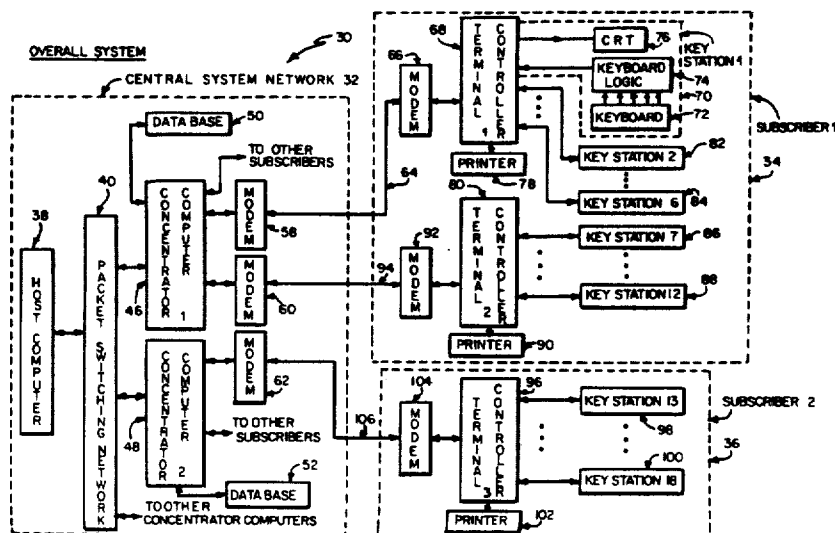 OVERALL SYSTEM
30
CENTRAL SYSTEM NETWORK 32
DATA BASE
50
TO OTHER
SUBSCRIBERS
40
38
HOST COMPUTER
PACKET SWITCHING NETWORK
CONCENTRATOR COMPUTER 1
46
MODEM
58
MODEM
60
MODEM
62
CONCENTRATOR COMPUTER 2
48
TO OTHER
SUBSCRIBERS
52
DATA BASE
TO OTHER
CONCENTRATOR COMPUTERS
66
MODEM
64
68
TERMINAL CONTROLLER 1
CRT
76
KEY
STATION 1
KEYBOARD
LOGIC
74
70
KEYBOARD
72
PRINTER
78
KEY STATION 2
82
KEY STATION 6
84
SUBSCRIBER 1
34
80
92
MODEM
94
TERMINAL CONTROLLER 2
KEY STATION 7
86
KEY STATION 12
88
PRINTER
90
104
MODEM
106
96
TERMINAL CONTROLLER 3
KEY STATION 13
98
KEY STATION 18
100
PRINTER
102
SUBSCRIBER 2
36